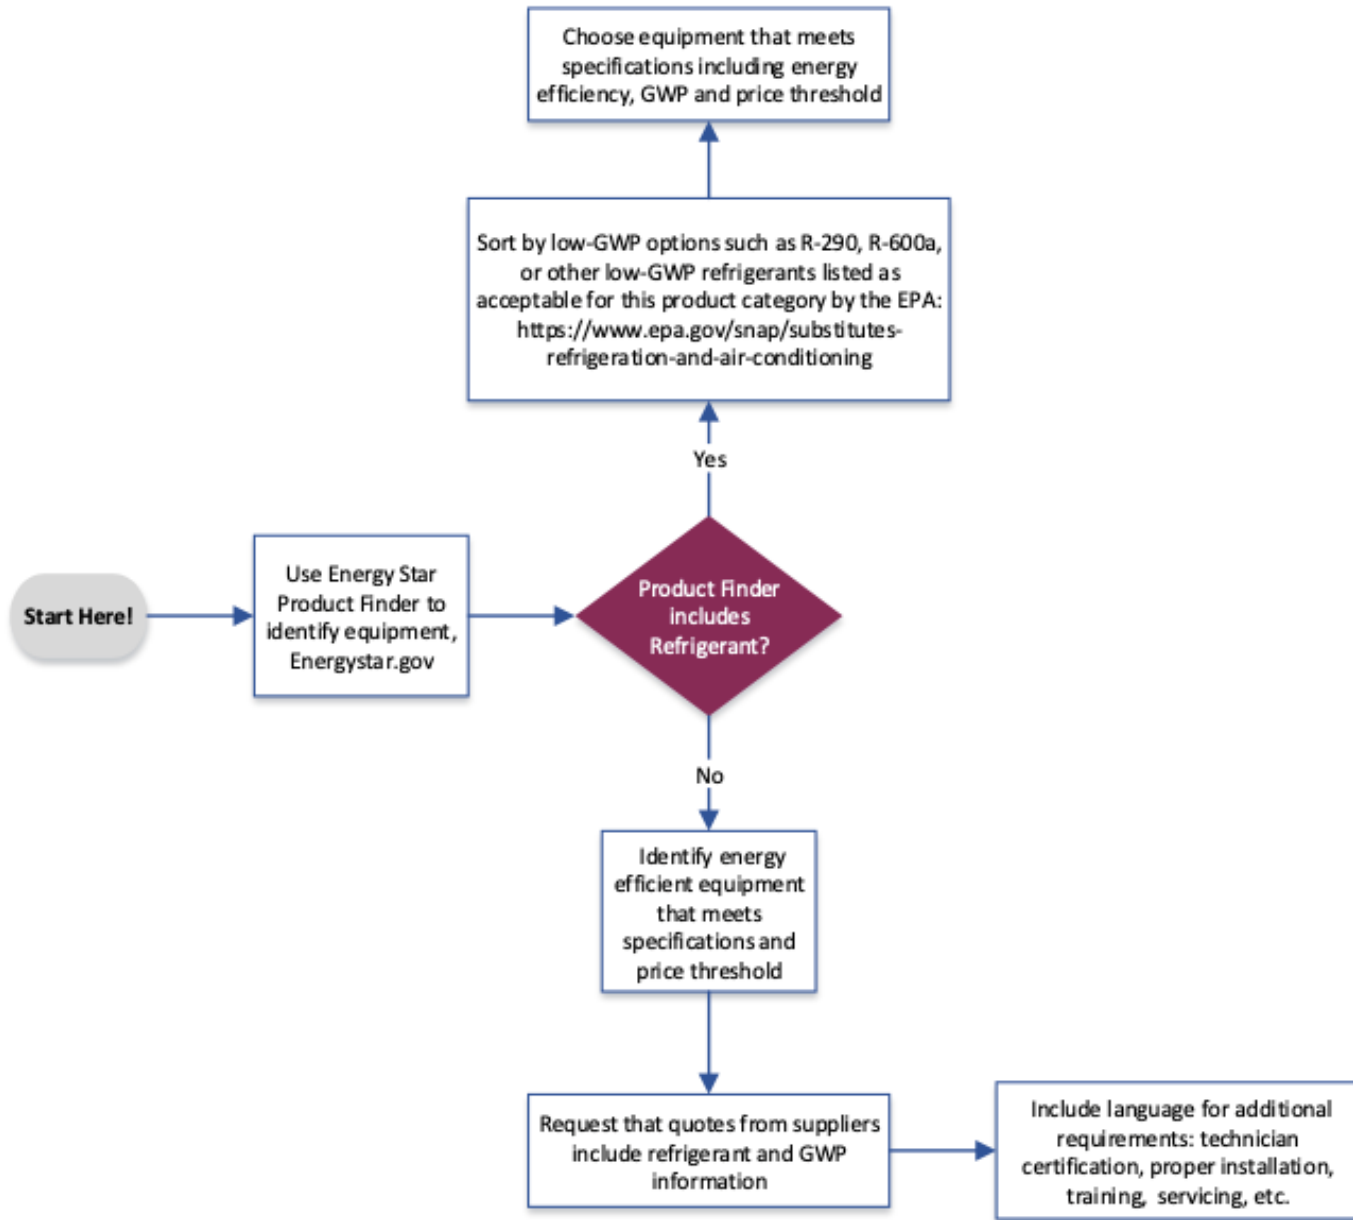 Choose equipment that meets
specifications including energy
efficiency, GWP and price threshold
Sort by low-GWP options such as R-290, R-600a,
or other low-GWP refrigerants listed as
acceptable for this product category by the EPA:
https://www.epa.gov/snap/substitutes-
refrigeration-and-air-conditioning
Yes
Start Here!
Use Energy Star
Product Finder to
identify equipment,
Energystar.gov
Product Finder
includes
Refrigerant?
No
Identify energy
efficient equipment
that meets
specifications and
price threshold
Request that quotes from suppliers
include refrigerant and GWP
information
Include language for additional
requirements: technician
certification, proper installation,
training, servicing, etc.